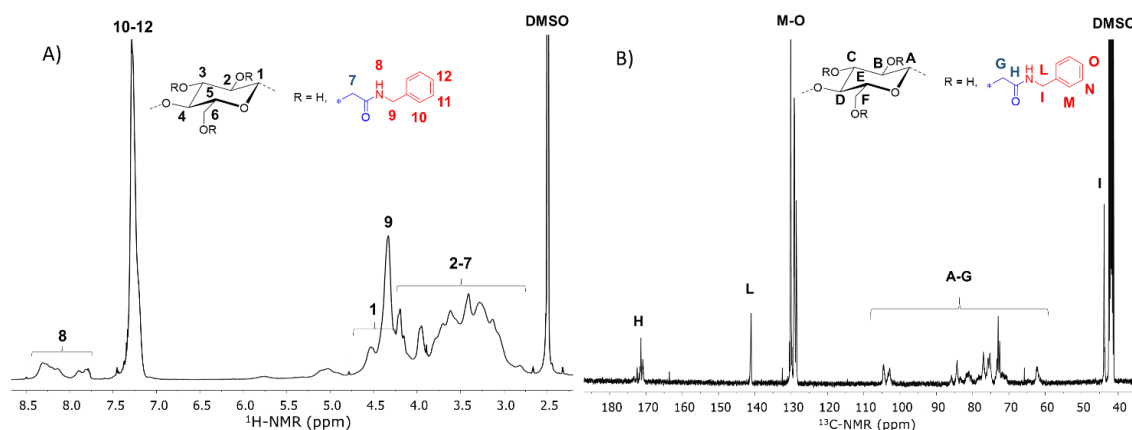 A)
10-12
DMSO
3
2 OR
1
RO
5
O
4
6
OR
R = H,
7
8
H
N
*
O
9
10
11
12
8
1
9
2-7
8.5 8.0 7.5 7.0 6.5 6.0 5.5 5.0 4.5 4.0 3.5 3.0 2.5
¹H-NMR (ppm)
B)
M-O
DMSO
C
B OR
A
RO
E
O
D
F
OR
R = H,
G
H
H
N
L
*
O
I
M
N
O
H
L
A-G
I
170 160 150 140 130 120 110 100 90 80 70 60 50 40
¹³C-NMR (ppm)